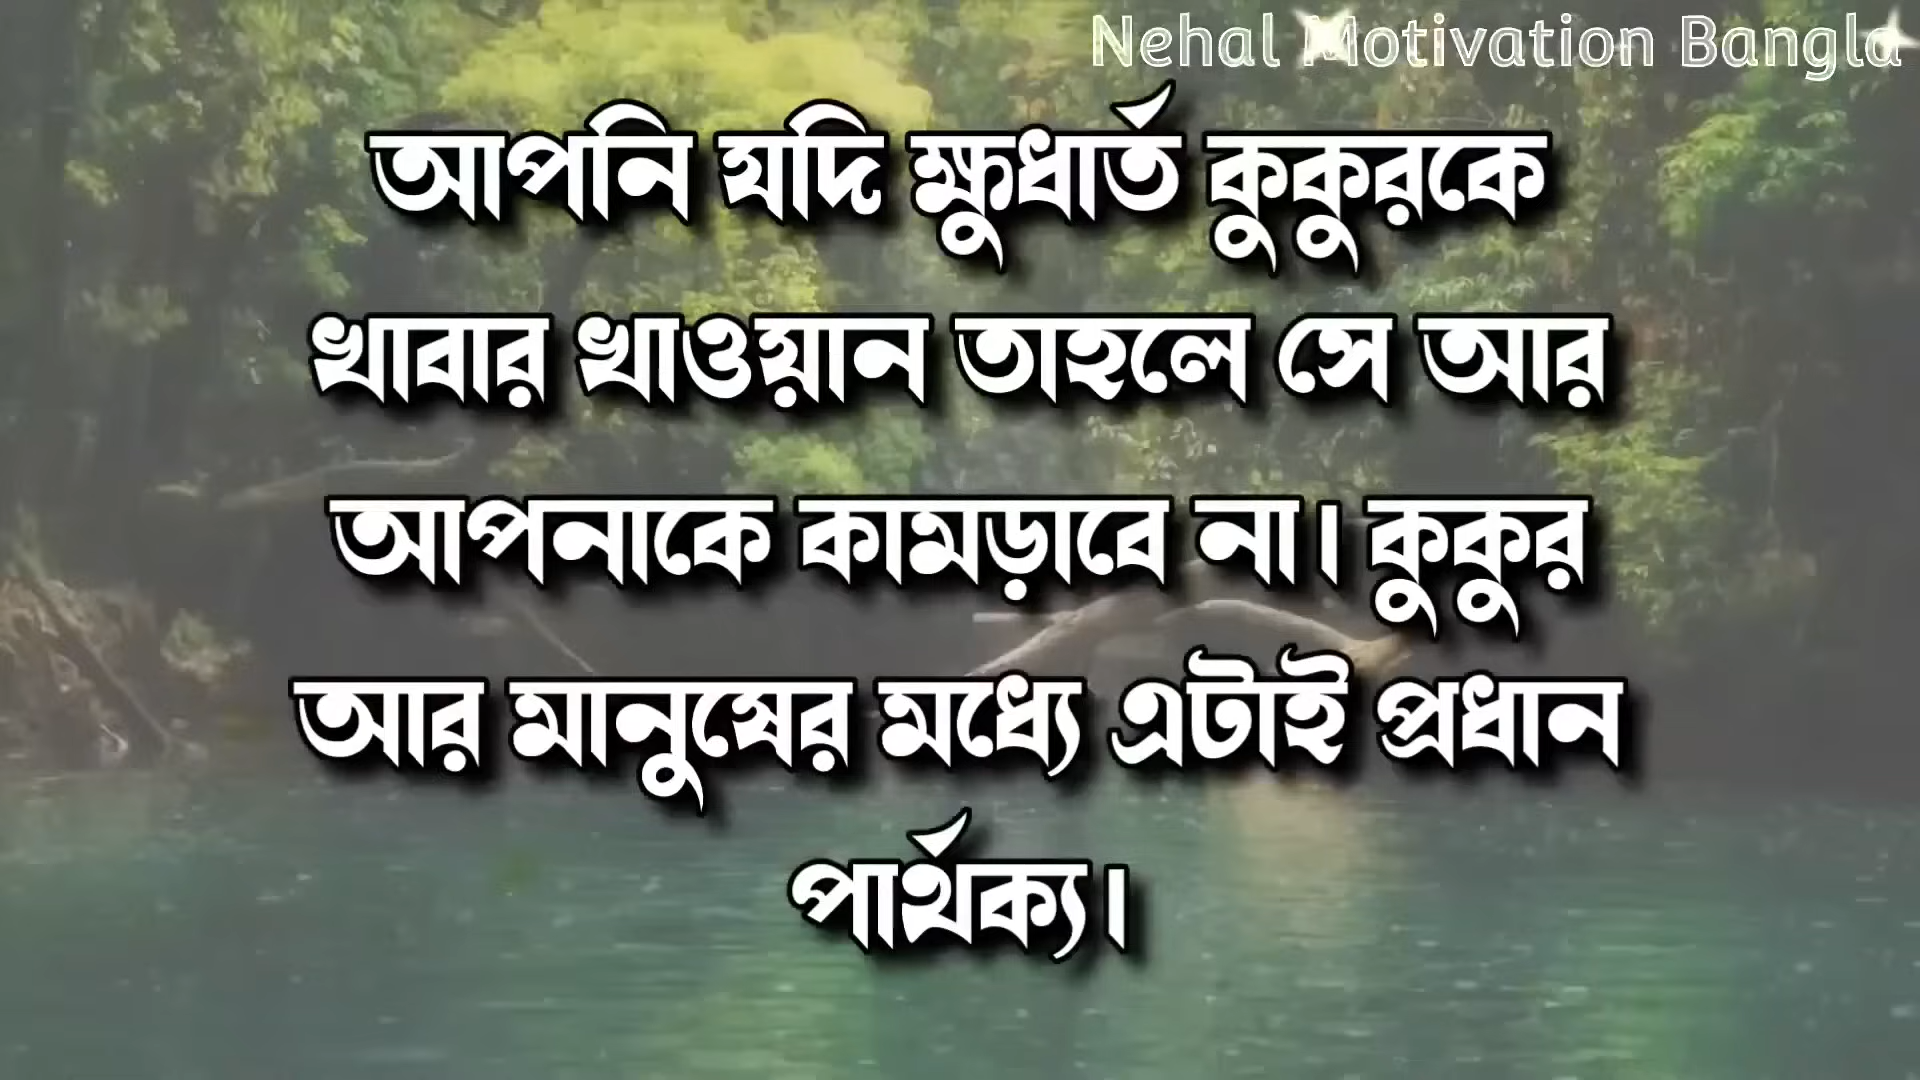 Nehal Motivation Bangla
আপনি যদি ক্ষুধার্ত কুকুরকে
খাবার খাওয়ান তাহলে সে আর
আপনাকে কামড়াবে না। কুকুর
আর মানুষের মধ্যে এটাই প্রধান
পার্থক্য।